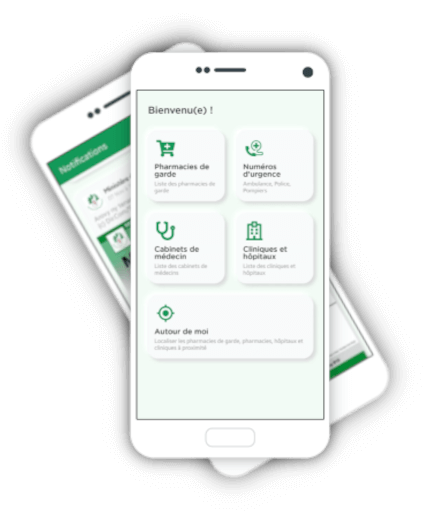 Bienvenu(e) !
Pharmacies de
garde
Liste des pharmacies de
garde
Numéros
d'urgence
Ambulance, Police,
Pompiers
Cabinets de
médecin
Liste des cabinets de
médecins
Cliniques et
hôpitaux
Liste des cliniques et
hôpitaux
Autour de moi
Localiser les pharmacies de garde, pharmacies, hôpitaux et
cliniques à proximité
Notifications